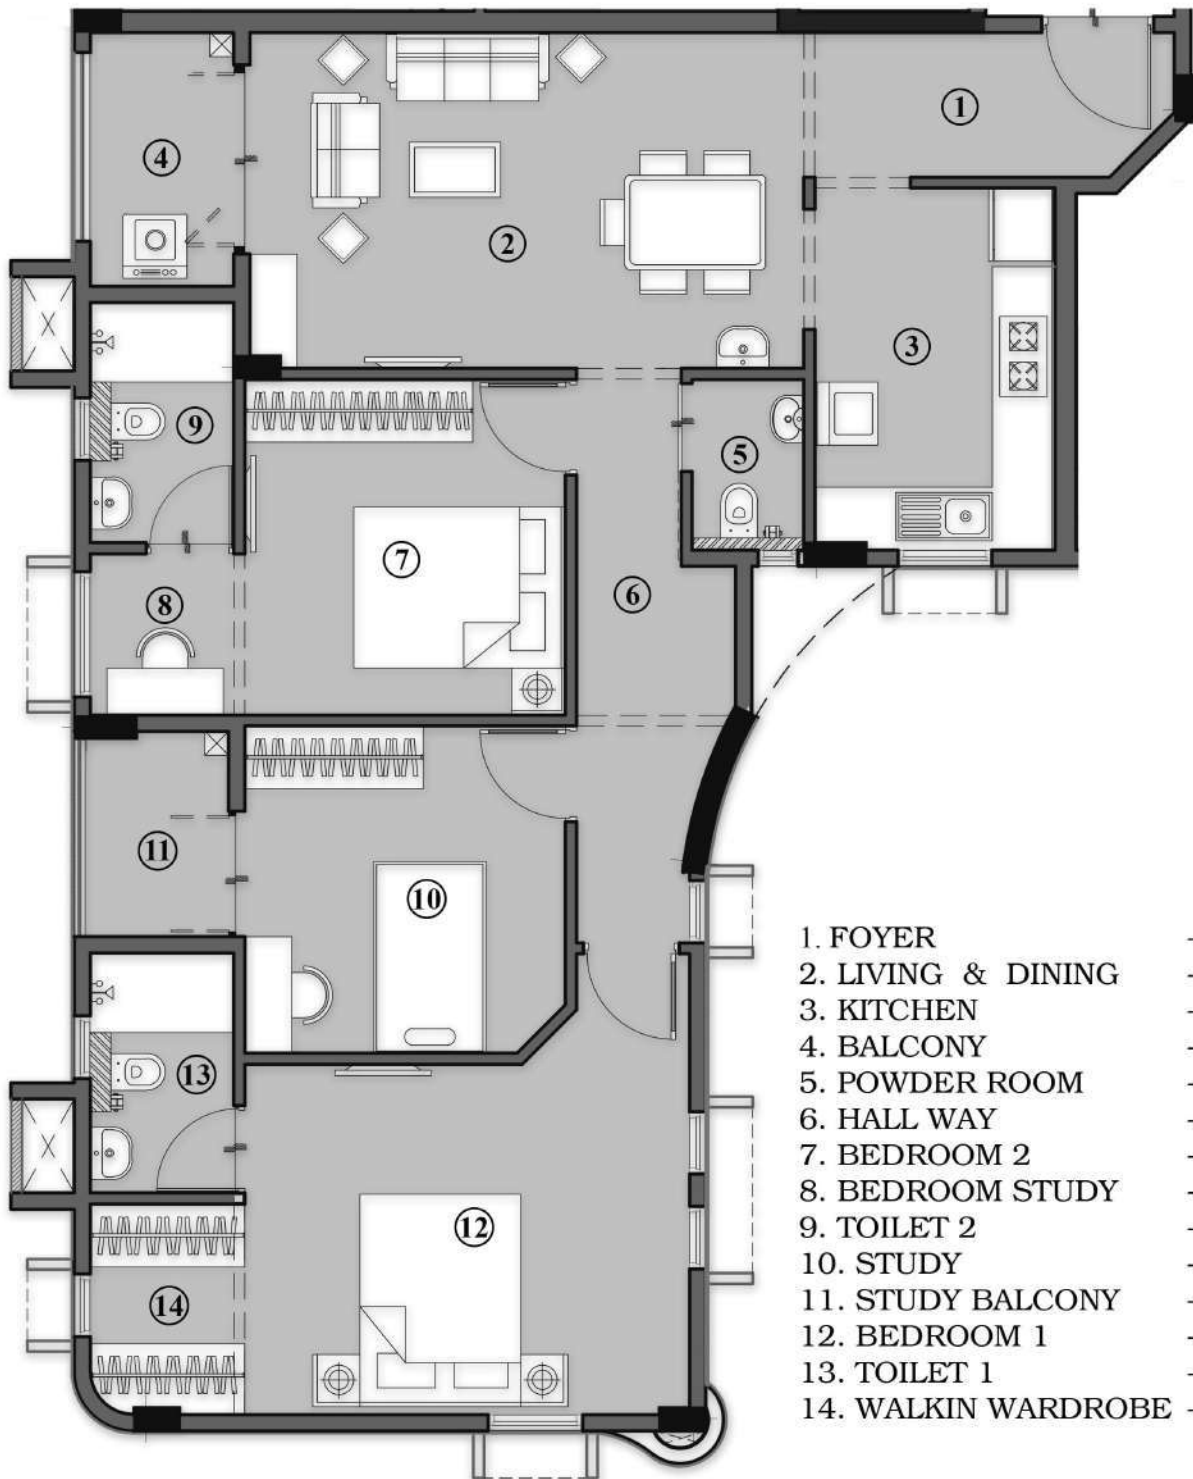 1
4
2
3
9
5
7
8
6
11
10
13
12
14
1. FOYER -
2. LIVING & DINING -
3. KITCHEN -
4. BALCONY -
5. POWDER ROOM -
6. HALL WAY -
7. BEDROOM 2 -
8. BEDROOM STUDY -
9. TOILET 2 -
10. STUDY -
11. STUDY BALCONY -
12. BEDROOM 1 -
13. TOILET 1 -
14. WALKIN WARDROBE -